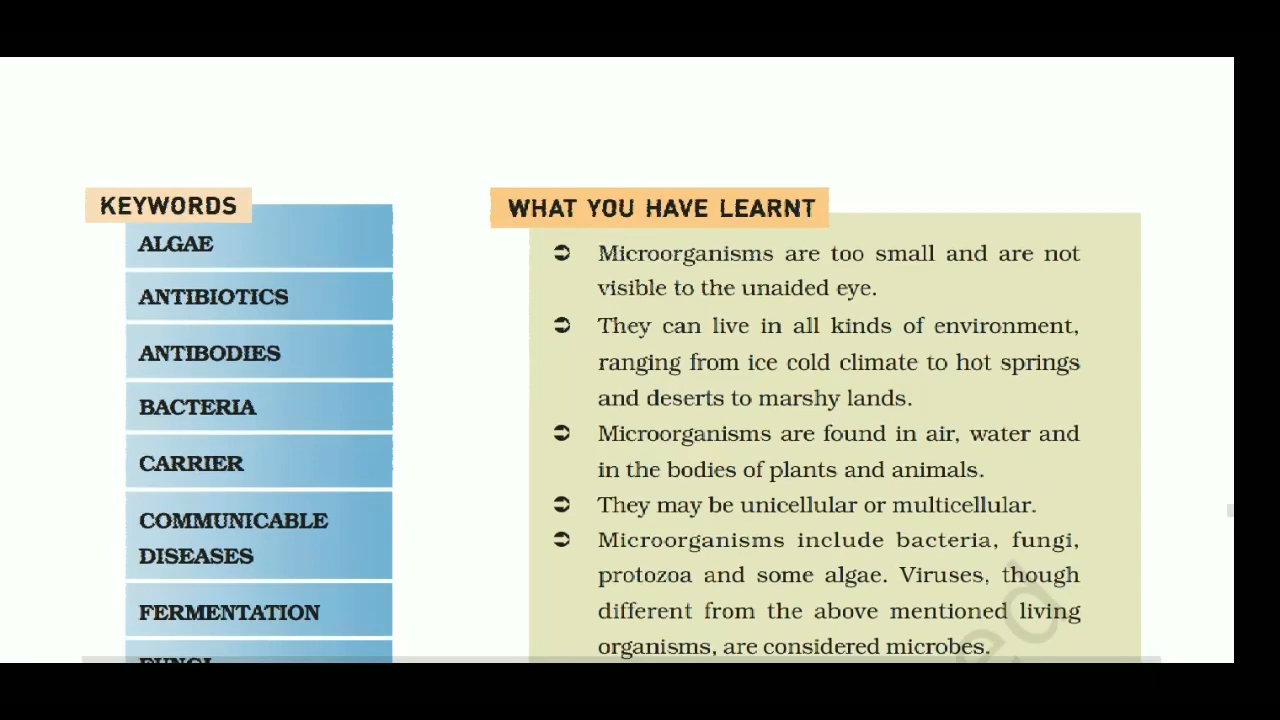 KEYWORDS
ALGAE
ANTIBIOTICS
ANTIBODIES
BACTERIA
CARRIER
COMMUNICABLE
DISEASES
FERMENTATION
FUNGI
WHAT YOU HAVE LEARNT
➲ Microorganisms are too small and are not
visible to the unaided eye.
➲ They can live in all kinds of environment,
ranging from ice cold climate to hot springs
and deserts to marshy lands.
➲ Microorganisms are found in air, water and
in the bodies of plants and animals.
➲ They may be unicellular or multicellular.
➲ Microorganisms include bacteria, fungi,
protozoa and some algae. Viruses, though
different from the above mentioned living
organisms, are considered microbes.